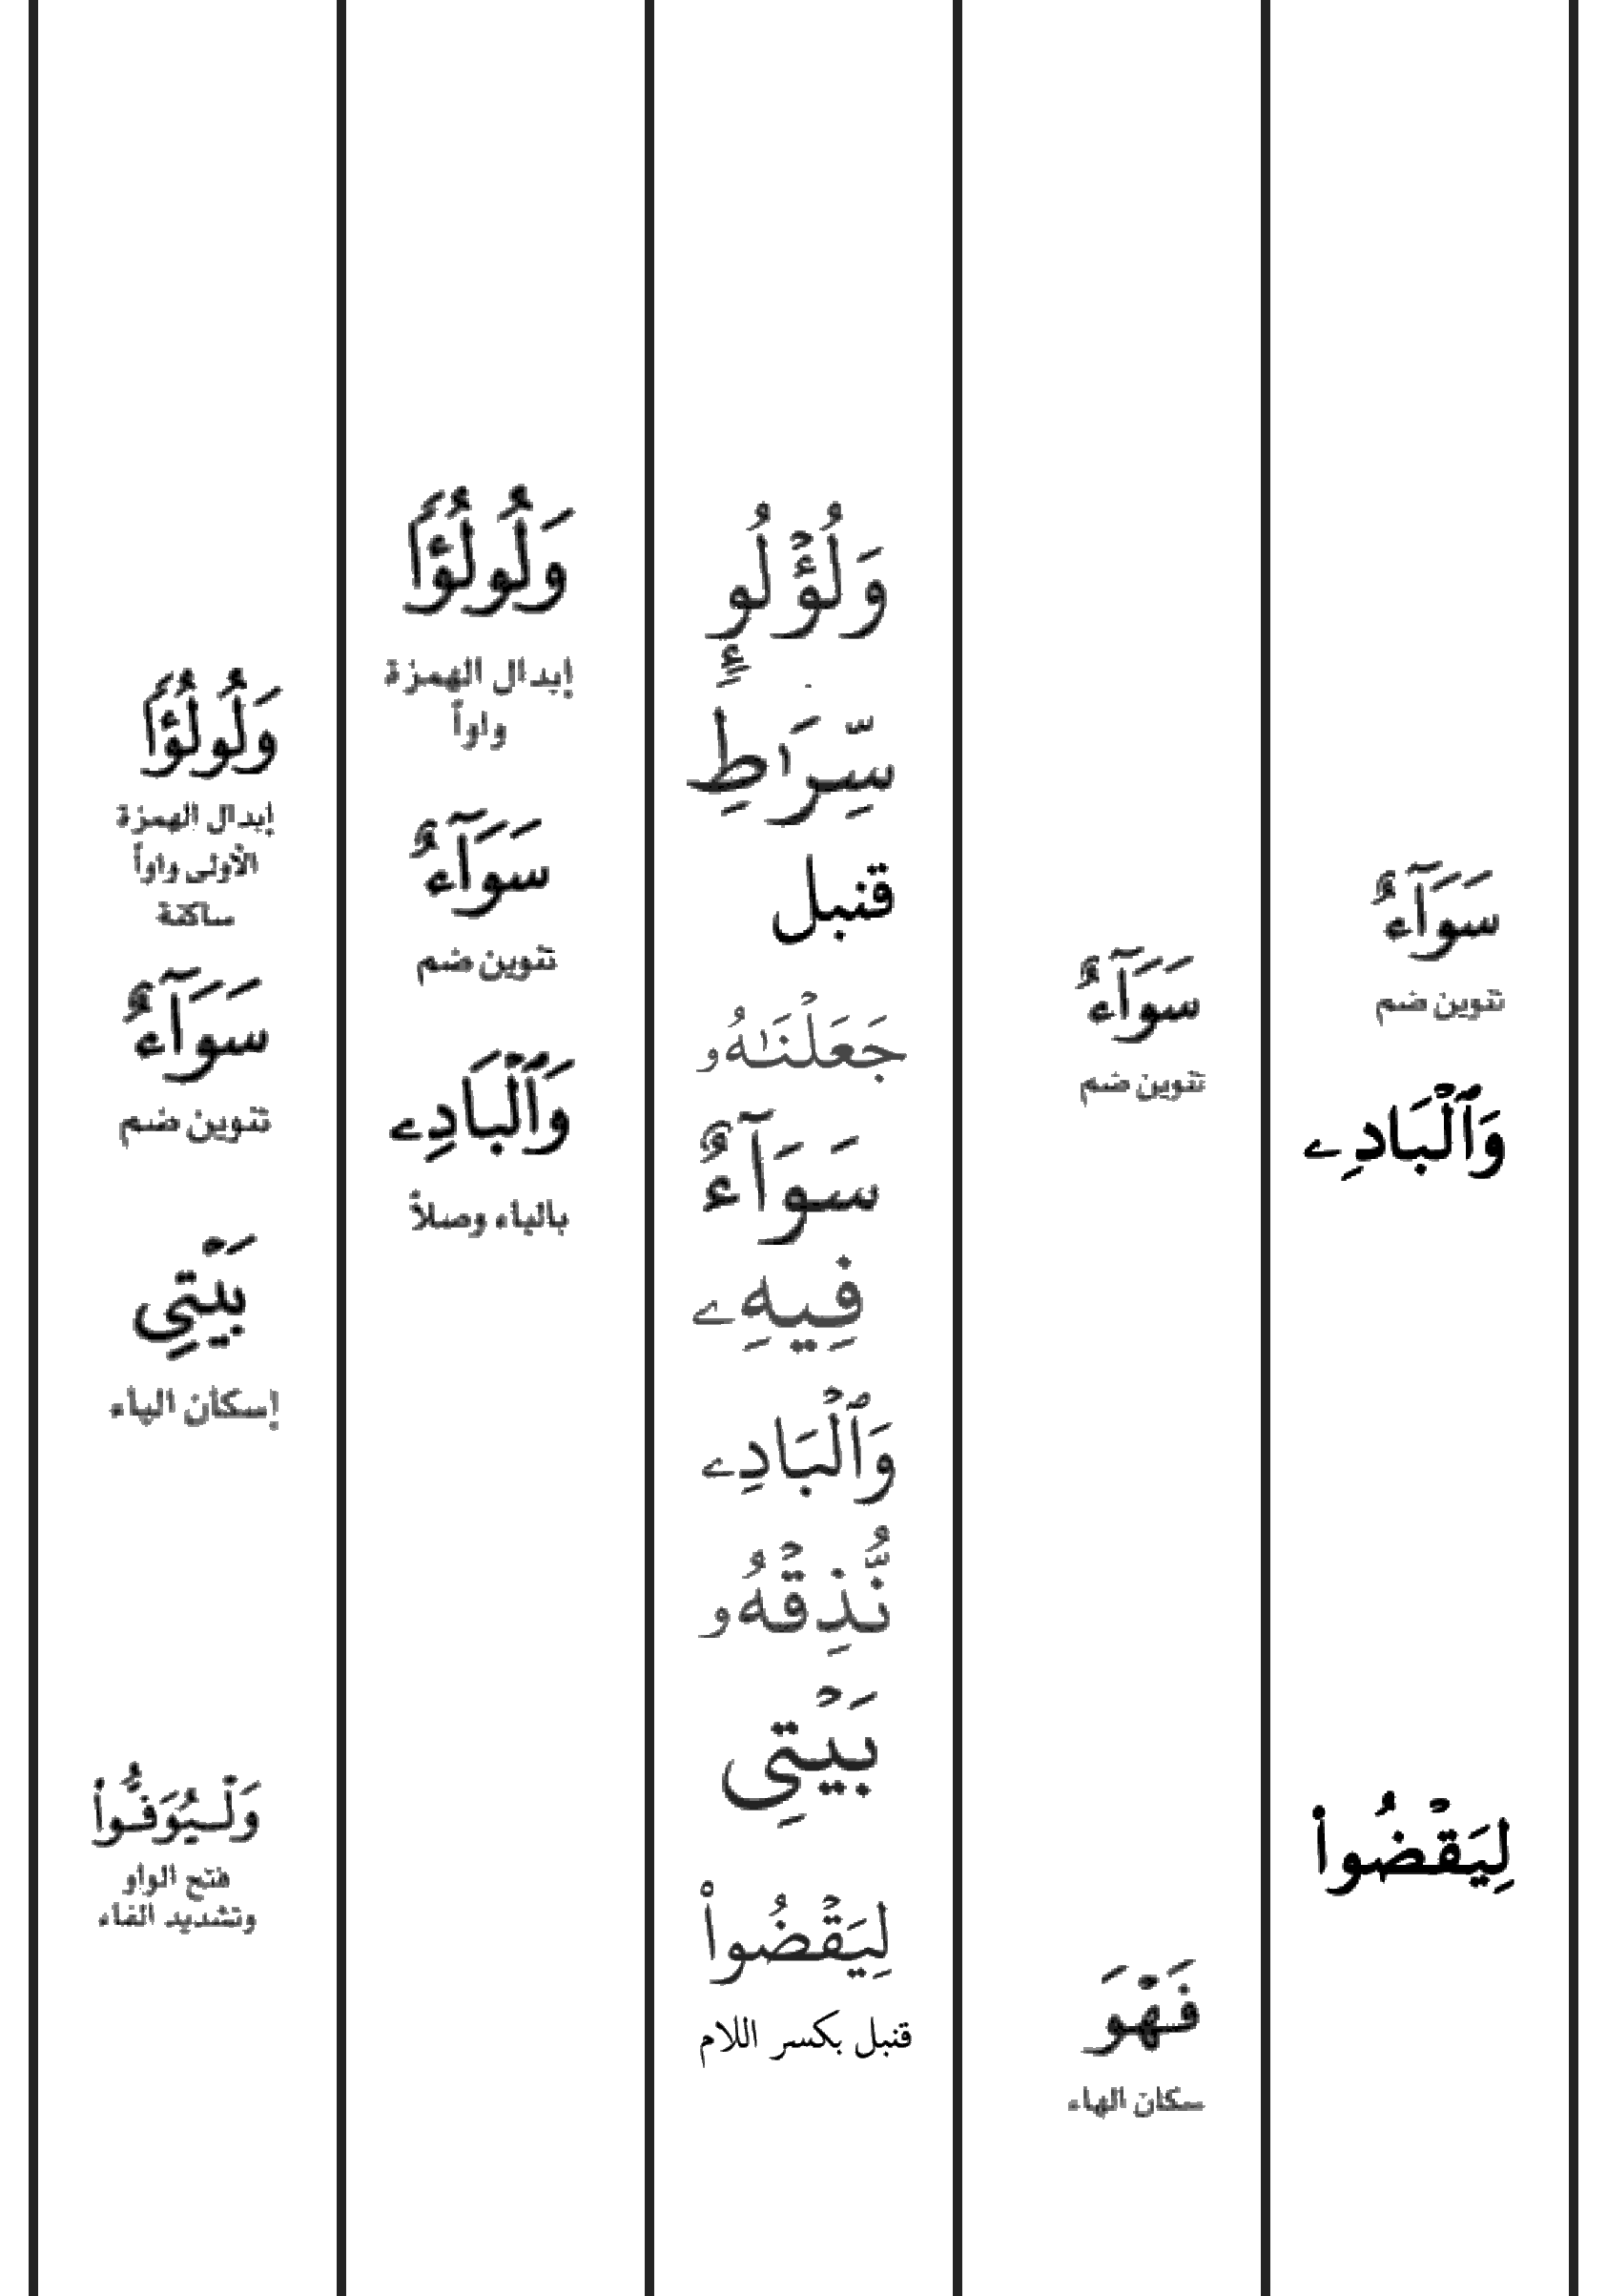 سَوَآءٌ
تنوين ضم
وَٱلْبَادِے
لِيَقْضُوا۟
سَوَآءٌ
تنوين ضم
فَهْوَ
سكان الهاء
وَلُؤْلُو
سِّرَٰطِ
قنبل
جَعَلْنَٰهُۥ
سَوَآءٌ
فِيهِۦ
وَٱلْبَادِے
نُّذِقْهُۥ
بَيْتِى
لِيَقْضُوا۟
قنبل بكسر اللام
وَلُولُؤًا
إبدال الهمزة
واواً
سَوَآءٌ
تنوين ضم
وَٱلْبَادِے
بالياء وصلاً
وَلُولُؤًا
إبدال الهمزة
الأولى واواً
ساكنة
سَوَآءٌ
تنوين ضم
بَيْتِى
إسكان الياء
وَلْيُوَفُّوا۟
فتح الواو
وتشديد الفاء